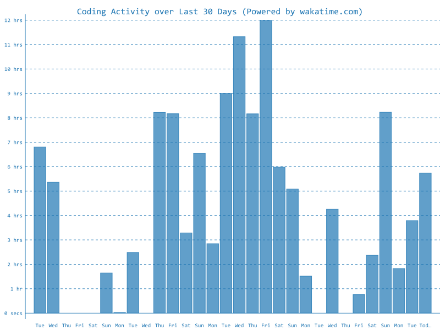 Coding Activity over Last 30 Days (Powered by wakatime.com)
12 hrs
11 hrs
10 hrs
9 hrs
8 hrs
7 hrs
6 hrs
5 hrs
4 hrs
3 hrs
2 hrs
1 hr
0 secs
Tue Wed Thu Fri Sat Sun Mon Tue Wed Thu Fri Sat Sun Mon Tue Wed Thu Fri Sat Sun Mon Tue Wed Thu Fri Sat Sun Mon Tue